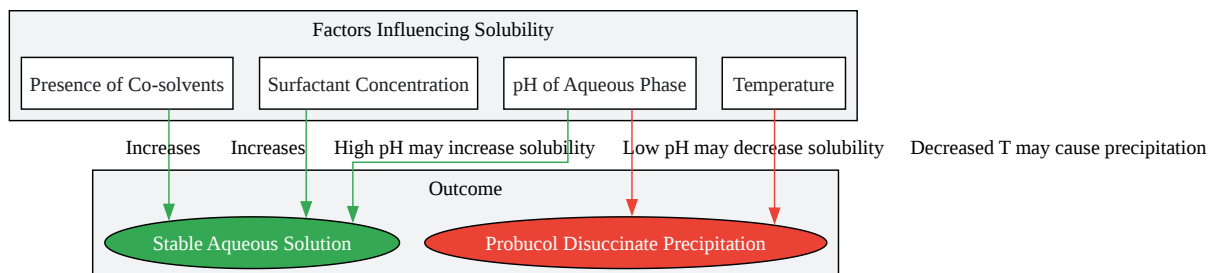 Factors Influencing Solubility
Presence of Co-solvents
Surfactant Concentration
pH of Aqueous Phase
Temperature
Increases
Increases
High pH may increase solubility
Low pH may decrease solubility
Decreased T may cause precipitation
Outcome
Stable Aqueous Solution
Probucol Disuccinate Precipitation